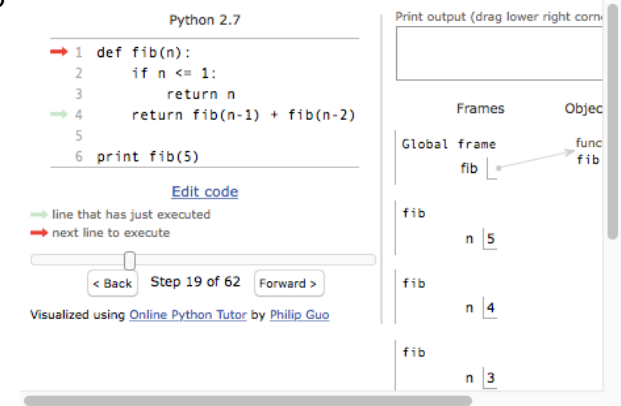 Python 2.7
1 def fib(n):
2 if n <= 1:
3 return n
4 return fib(n-1) + fib(n-2)
5
6 print fib(5)
Edit code
line that has just executed
next line to execute
< Back Step 19 of 62 Forward >
Visualized using Online Python Tutor by Philip Guo
Print output (drag lower right corn
Frames Objec
Global frame
fib
func
fib
fib
n 5
fib
n 4
fib
n 3